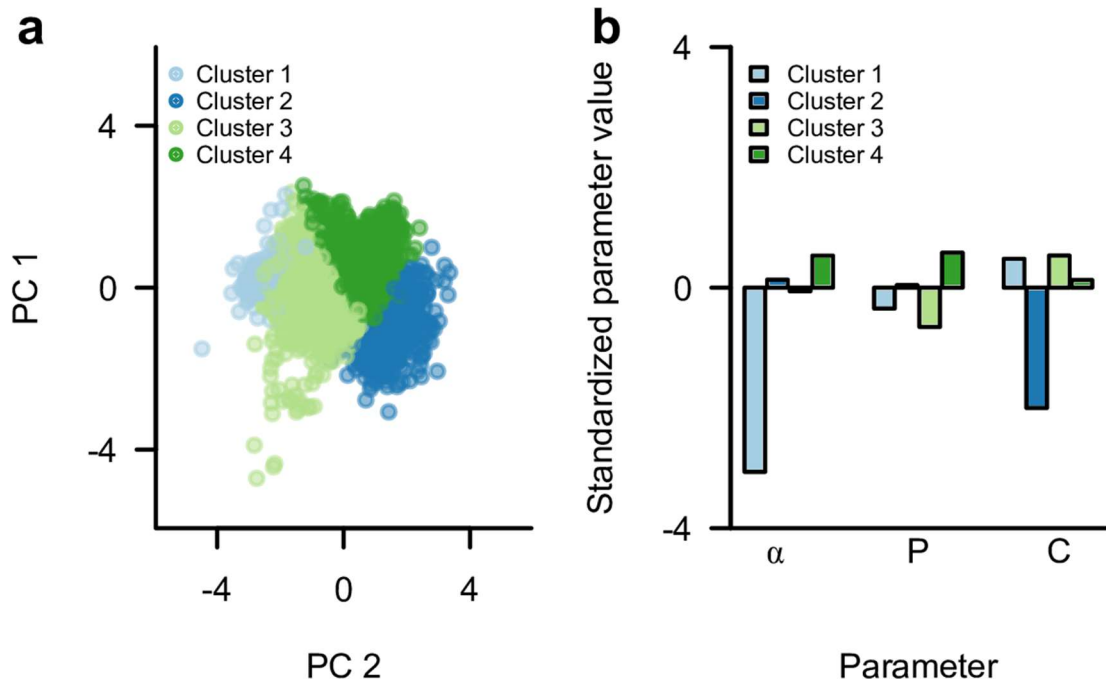 a
Cluster 1
Cluster 2
Cluster 3
Cluster 4
4
0
-4
PC 1
-4
0
4
PC 2
b
Cluster 1
Cluster 2
Cluster 3
Cluster 4
4
0
-4
Standardized parameter value
α
P
C
Parameter